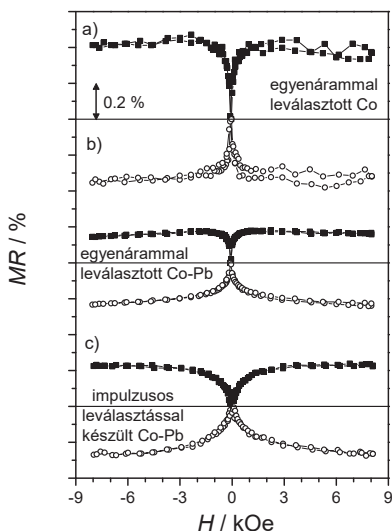 a)
0.2 %
egyenárammal
leválasztott Co
b)
egyenárammal
leválasztott Co-Pb
c)
impulzusos
leválasztással
készült Co-Pb
MR / %
-9 -6 -3 0 3 6 9
H / kOe